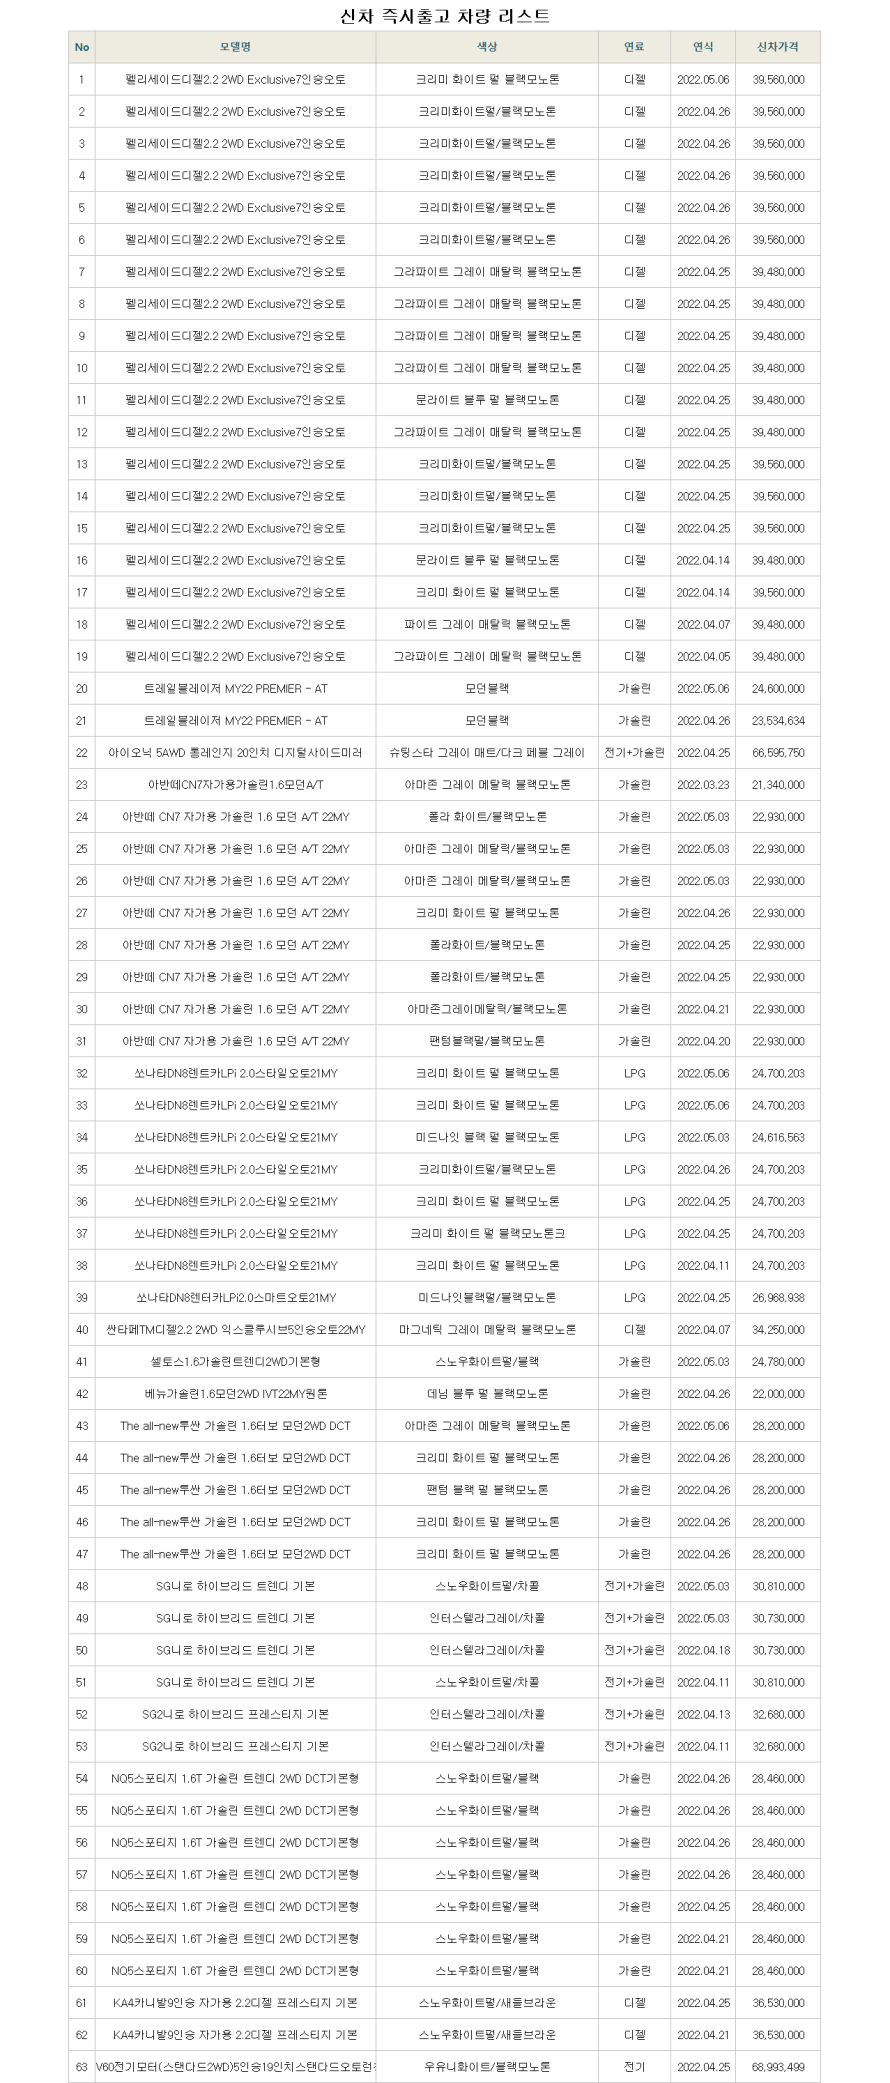 신차 즉시출고 차량 리스트
No 모델명 색상 연료 연식 신차가격
1 펠리세이드디젤2.2 2WD Exclusive7인승오토 크리미 화이트 펄 블랙모노톤 디젤 2022.05.06 39,560,000
2 펠리세이드디젤2.2 2WD Exclusive7인승오토 크리미화이트펄/블랙모노톤 디젤 2022.04.26 39,560,000
3 펠리세이드디젤2.2 2WD Exclusive7인승오토 크리미화이트펄/블랙모노톤 디젤 2022.04.26 39,560,000
4 펠리세이드디젤2.2 2WD Exclusive7인승오토 크리미화이트펄/블랙모노톤 디젤 2022.04.26 39,560,000
5 펠리세이드디젤2.2 2WD Exclusive7인승오토 크리미화이트펄/블랙모노톤 디젤 2022.04.26 39,560,000
6 펠리세이드디젤2.2 2WD Exclusive7인승오토 크리미화이트펄/블랙모노톤 디젤 2022.04.26 39,560,000
7 펠리세이드디젤2.2 2WD Exclusive7인승오토 그라파이트 그레이 매탈릭 블랙모노톤 디젤 2022.04.25 39,480,000
8 펠리세이드디젤2.2 2WD Exclusive7인승오토 그라파이트 그레이 매탈릭 블랙모노톤 디젤 2022.04.25 39,480,000
9 펠리세이드디젤2.2 2WD Exclusive7인승오토 그라파이트 그레이 매탈릭 블랙모노톤 디젤 2022.04.25 39,480,000
10 펠리세이드디젤2.2 2WD Exclusive7인승오토 그라파이트 그레이 매탈릭 블랙모노톤 디젤 2022.04.25 39,480,000
11 펠리세이드디젤2.2 2WD Exclusive7인승오토 문라이트 블루 펄 블랙모노톤 디젤 2022.04.25 39,480,000
12 펠리세이드디젤2.2 2WD Exclusive7인승오토 그라파이트 그레이 매탈릭 블랙모노톤 디젤 2022.04.25 39,480,000
13 펠리세이드디젤2.2 2WD Exclusive7인승오토 크리미화이트펄/블랙모노톤 디젤 2022.04.25 39,560,000
14 펠리세이드디젤2.2 2WD Exclusive7인승오토 크리미화이트펄/블랙모노톤 디젤 2022.04.25 39,560,000
15 펠리세이드디젤2.2 2WD Exclusive7인승오토 크리미화이트펄/블랙모노톤 디젤 2022.04.25 39,560,000
16 펠리세이드디젤2.2 2WD Exclusive7인승오토 문라이트 블루 펄 블랙모노톤 디젤 2022.04.14 39,480,000
17 펠리세이드디젤2.2 2WD Exclusive7인승오토 크리미 화이트 펄 블랙모노톤 디젤 2022.04.14 39,560,000
18 펠리세이드디젤2.2 2WD Exclusive7인승오토 파이트 그레이 매탈릭 블랙모노톤 디젤 2022.04.07 39,480,000
19 펠리세이드디젤2.2 2WD Exclusive7인승오토 그라파이트 그레이 메탈릭 블랙모노톤 디젤 2022.04.05 39,480,000
20 트레일블레이저 MY22 PREMIER - AT 모던블랙 가솔린 2022.05.06 24,600,000
21 트레일블레이저 MY22 PREMIER - AT 모던블랙 가솔린 2022.04.26 23,534,634
22 아이오닉 5AWD 롱레인지 20인치 디지털사이드미러 슈팅스타 그레이 매트/다크 페블 그레이 전기+가솔린 2022.04.25 66,595,750
23 아반떼CN7자가용가솔린1.6모던A/T 아마존 그레이 메탈릭 블랙모노톤 가솔린 2022.03.23 21,340,000
24 아반떼 CN7 자가용 가솔린 1.6 모던 A/T 22MY 폴라 화이트/블랙모노톤 가솔린 2022.05.03 22,930,000
25 아반떼 CN7 자가용 가솔린 1.6 모던 A/T 22MY 아마존 그레이 메탈릭/블랙모노톤 가솔린 2022.05.03 22,930,000
26 아반떼 CN7 자가용 가솔린 1.6 모던 A/T 22MY 아마존 그레이 메탈릭/블랙모노톤 가솔린 2022.05.03 22,930,000
27 아반떼 CN7 자가용 가솔린 1.6 모던 A/T 22MY 크리미 화이트 펄 블랙모노톤 가솔린 2022.04.26 22,930,000
28 아반떼 CN7 자가용 가솔린 1.6 모던 A/T 22MY 폴라화이트/블랙모노톤 가솔린 2022.04.25 22,930,000
29 아반떼 CN7 자가용 가솔린 1.6 모던 A/T 22MY 폴라화이트/블랙모노톤 가솔린 2022.04.25 22,930,000
30 아반떼 CN7 자가용 가솔린 1.6 모던 A/T 22MY 아마존그레이메탈릭/블랙모노톤 가솔린 2022.04.21 22,930,000
31 아반떼 CN7 자가용 가솔린 1.6 모던 A/T 22MY 팬텀블랙펄/블랙모노톤 가솔린 2022.04.20 22,930,000
32 쏘나타DN8렌트카LPi 2.0스타일오토21MY 크리미 화이트 펄 블랙모노톤 LPG 2022.05.06 24,700,203
33 쏘나타DN8렌트카LPi 2.0스타일오토21MY 크리미 화이트 펄 블랙모노톤 LPG 2022.05.06 24,700,203
34 쏘나타DN8렌트카LPi 2.0스타일오토21MY 미드나잇 블랙 펄 블랙모노톤 LPG 2022.05.03 24,616,563
35 쏘나타DN8렌트카LPi 2.0스타일오토21MY 크리미화이트펄/블랙모노톤 LPG 2022.04.26 24,700,203
36 쏘나타DN8렌트카LPi 2.0스타일오토21MY 크리미 화이트 펄 블랙모노톤 LPG 2022.04.25 24,700,203
37 쏘나타DN8렌트카LPi 2.0스타일오토21MY 크리미 화이트 펄 블랙모노톤크 LPG 2022.04.25 24,700,203
38 쏘나타DN8렌트카LPi 2.0스타일오토21MY 크리미 화이트 펄 블랙모노톤 LPG 2022.04.11 24,700,203
39 쏘나타DN8렌터카LPi2.0스마트오토21MY 미드나잇블랙펄/블랙모노톤 LPG 2022.04.25 26,968,938
40 싼타페TM디젤2.2 2WD 익스클루시브5인승오토22MY 마그네틱 그레이 메탈릭 블랙모노톤 디젤 2022.04.07 34,250,000
41 셀토스1.6가솔린트렌디2WD기본형 스노우화이트펄/블랙 가솔린 2022.05.03 24,780,000
42 베뉴가솔린1.6모던2WD IVT22MY원톤 데님 블루 펄 블랙모노톤 가솔린 2022.04.26 22,000,000
43 The all-new투싼 가솔린 1.6터보 모던2WD DCT 아마존 그레이 메탈릭 블랙모노톤 가솔린 2022.05.06 28,200,000
44 The all-new투싼 가솔린 1.6터보 모던2WD DCT 크리미 화이트 펄 블랙모노톤 가솔린 2022.04.26 28,200,000
45 The all-new투싼 가솔린 1.6터보 모던2WD DCT 팬텀 블랙 펄 블랙모노톤 가솔린 2022.04.26 28,200,000
46 The all-new투싼 가솔린 1.6터보 모던2WD DCT 크리미 화이트 펄 블랙모노톤 가솔린 2022.04.26 28,200,000
47 The all-new투싼 가솔린 1.6터보 모던2WD DCT 크리미 화이트 펄 블랙모노톤 가솔린 2022.04.26 28,200,000
48 SG니로 하이브리드 트렌디 기본 스노우화이트펄/차콜 전기+가솔린 2022.05.03 30,810,000
49 SG니로 하이브리드 트렌디 기본 인터스텔라그레이/차콜 전기+가솔린 2022.05.03 30,730,000
50 SG니로 하이브리드 트렌디 기본 인터스텔라그레이/차콜 전기+가솔린 2022.04.18 30,730,000
51 SG니로 하이브리드 트렌디 기본 스노우화이트펄/차콜 전기+가솔린 2022.04.11 30,810,000
52 SG2니로 하이브리드 프레스티지 기본 인터스텔라그레이/차콜 전기+가솔린 2022.04.13 32,680,000
53 SG2니로 하이브리드 프레스티지 기본 인터스텔라그레이/차콜 전기+가솔린 2022.04.11 32,680,000
54 NQ5스포티지 1.6T 가솔린 트렌디 2WD DCT기본형 스노우화이트펄/블랙 가솔린 2022.04.26 28,460,000
55 NQ5스포티지 1.6T 가솔린 트렌디 2WD DCT기본형 스노우화이트펄/블랙 가솔린 2022.04.26 28,460,000
56 NQ5스포티지 1.6T 가솔린 트렌디 2WD DCT기본형 스노우화이트펄/블랙 가솔린 2022.04.26 28,460,000
57 NQ5스포티지 1.6T 가솔린 트렌디 2WD DCT기본형 스노우화이트펄/블랙 가솔린 2022.04.26 28,460,000
58 NQ5스포티지 1.6T 가솔린 트렌디 2WD DCT기본형 스노우화이트펄/블랙 가솔린 2022.04.25 28,460,000
59 NQ5스포티지 1.6T 가솔린 트렌디 2WD DCT기본형 스노우화이트펄/블랙 가솔린 2022.04.21 28,460,000
60 NQ5스포티지 1.6T 가솔린 트렌디 2WD DCT기본형 스노우화이트펄/블랙 가솔린 2022.04.21 28,460,000
61 KA4카니발9인승 자가용 2.2디젤 프레스티지 기본 스노우화이트펄/새들브라운 디젤 2022.04.25 36,530,000
62 KA4카니발9인승 자가용 2.2디젤 프레스티지 기본 스노우화이트펄/새들브라운 디젤 2022.04.21 36,530,000
63 V60전기모터(스탠다드2WD)5인승19인치스탠다드오토런 우유니화이트/블랙모노톤 전기 2022.04.25 68,993,499